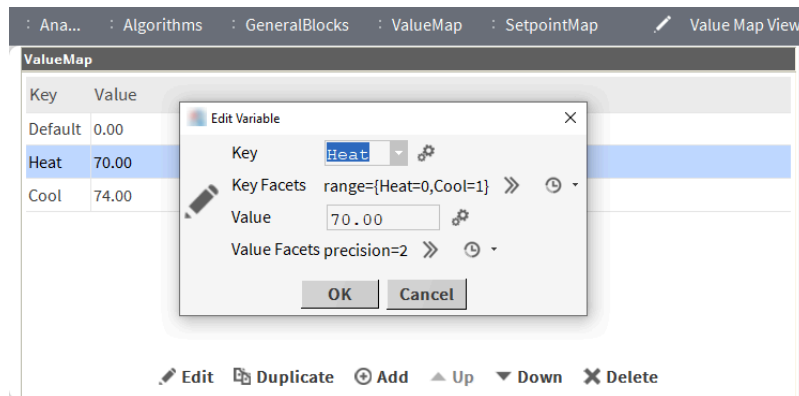 : Ana... : Algorithms : GeneralBlocks : ValueMap : SetpointMap Value Map View
ValueMap
Key Value
Default 0.00
Heat 70.00
Cool 74.00
Edit Variable
Key Heat
Key Facets range={Heat=0,Cool=1}
Value 70.00
Value Facets precision=2
OK Cancel
Edit Duplicate Add Up Down Delete